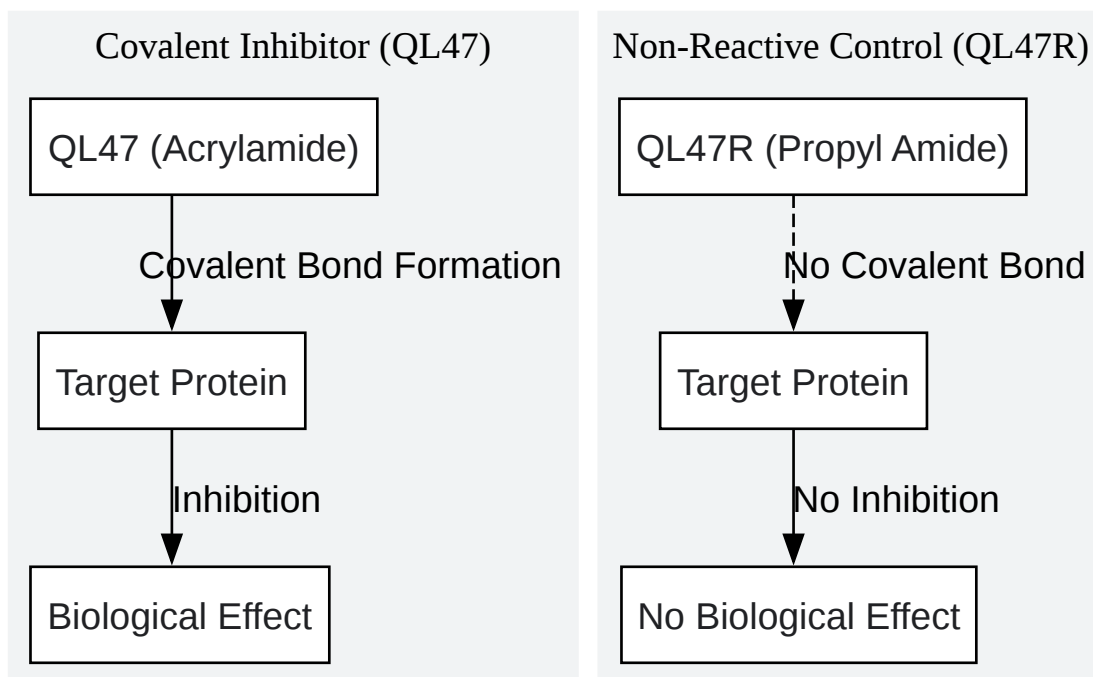 Covalent Inhibitor (QL47)
QL47 (Acrylamide)
Covalent Bond Formation
Target Protein
Inhibition
Biological Effect
Non-Reactive Control (QL47R)
QL47R (Propyl Amide)
No Covalent Bond
Target Protein
No Inhibition
No Biological Effect